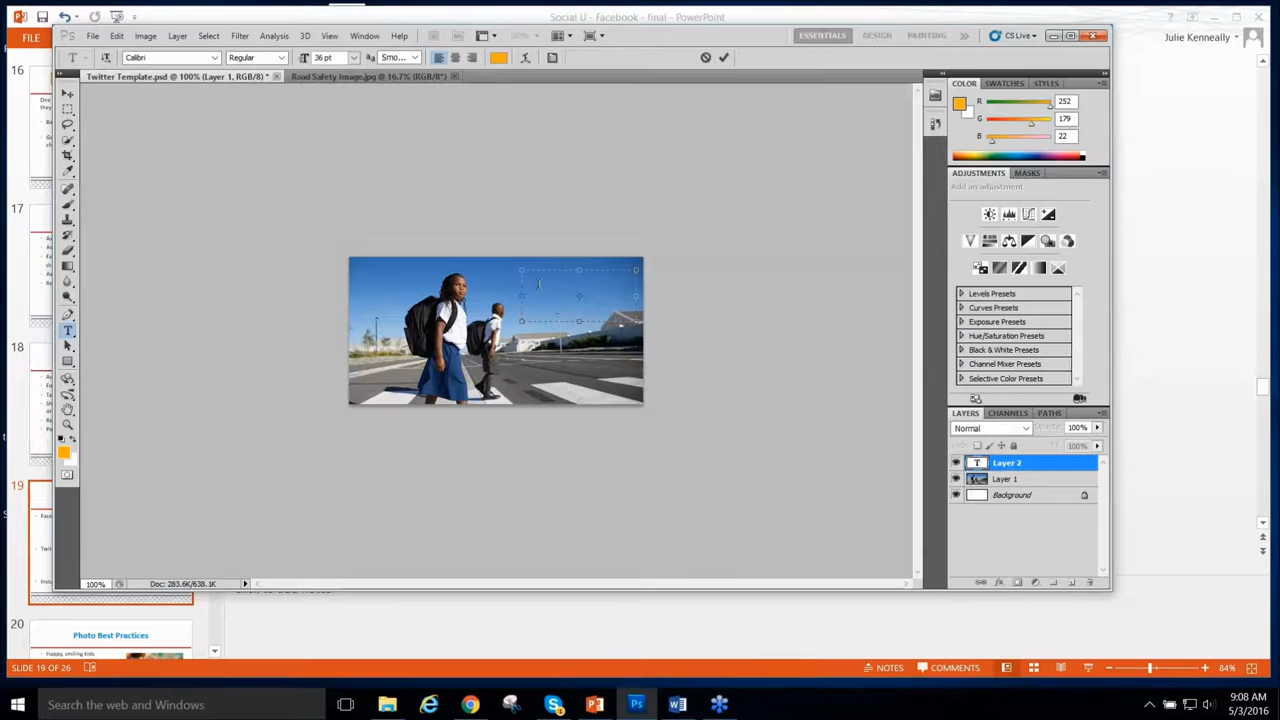 Social U - Facebook - final - PowerPoint
FILE
Julie Kenneally
File Edit Image Layer Select Filter Analysis 3D View Window Help
ESSENTIALS DESIGN PAINTING
CS Live
T Calibri Regular 36 pt Smo...
Twitter Template.psd @ 100% (Layer 1, RGB/8) * Road Safety Image.jpg @ 16.7% (RGB/8*)
COLOR SWATCHES STYLES
R 252
G 179
B 22
ADJUSTMENTS MASKS
Add an adjustment
Levels Presets
Curves Presets
Exposure Presets
Hue/Saturation Presets
Black & White Presets
Channel Mixer Presets
Selective Color Presets
LAYERS CHANNELS PATHS
Normal Opacity: 100%
Lock: Fill: 100%
T Layer 2
Layer 1
Background
100% Doc: 283.6K/638.1K
16
17
18
19
20
Photo Best Practices
Happy, smiling kids
SLIDE 19 OF 26
NOTES COMMENTS 84%
Search the web and Windows
9:08 AM
5/3/2016